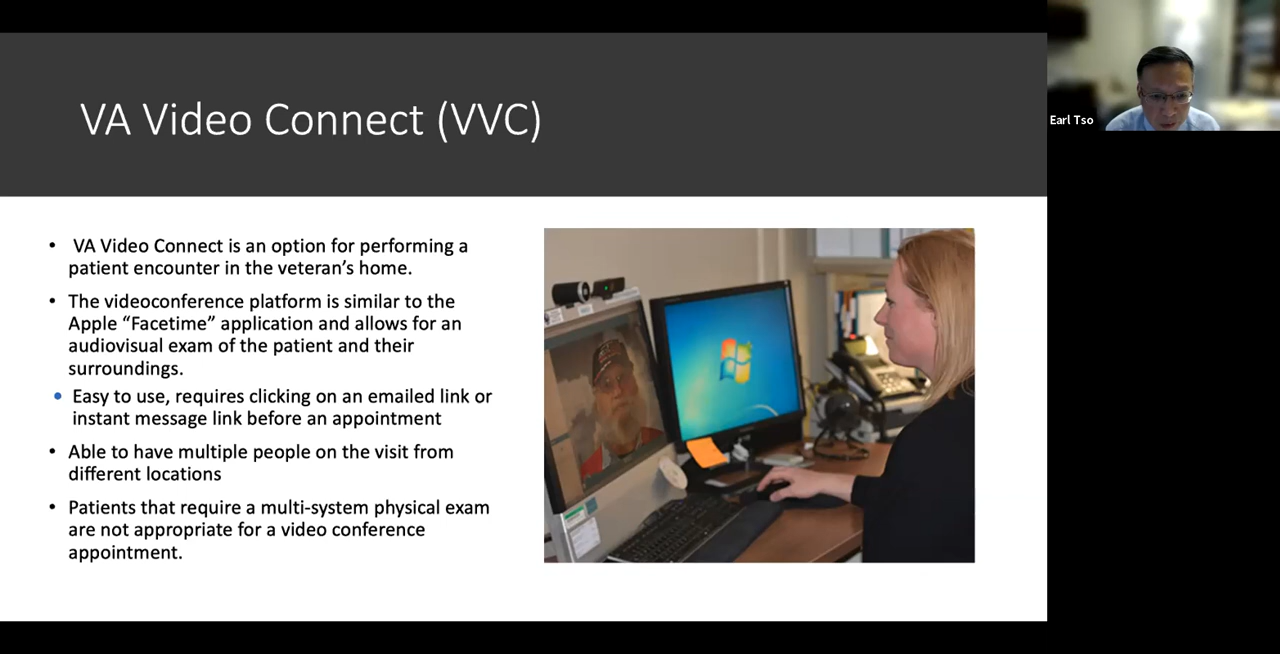 VA Video Connect (VVC)
Earl Tso
• VA Video Connect is an option for performing a
patient encounter in the veteran’s home.
• The videoconference platform is similar to the
Apple “Facetime” application and allows for an
audiovisual exam of the patient and their
surroundings.
• Easy to use, requires clicking on an emailed link or
instant message link before an appointment
• Able to have multiple people on the visit from
different locations
• Patients that require a multi-system physical exam
are not appropriate for a video conference
appointment.